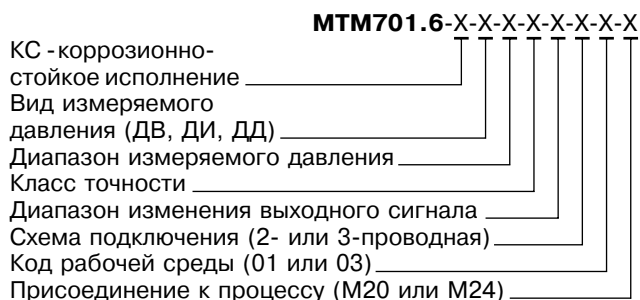 МТМ701.6-Х-Х-Х-Х-Х-Х-Х-Х
КС -коррозионно-
стойкое исполнение
Вид измеряемого
давления (ДВ, ДИ, ДД)
Диапазон измеряемого давления
Класс точности
Диапазон изменения выходного сигнала
Схема подключения (2- или 3-проводная)
Код рабочей среды (01 или 03)
Присоединение к процессу (М20 или М24)